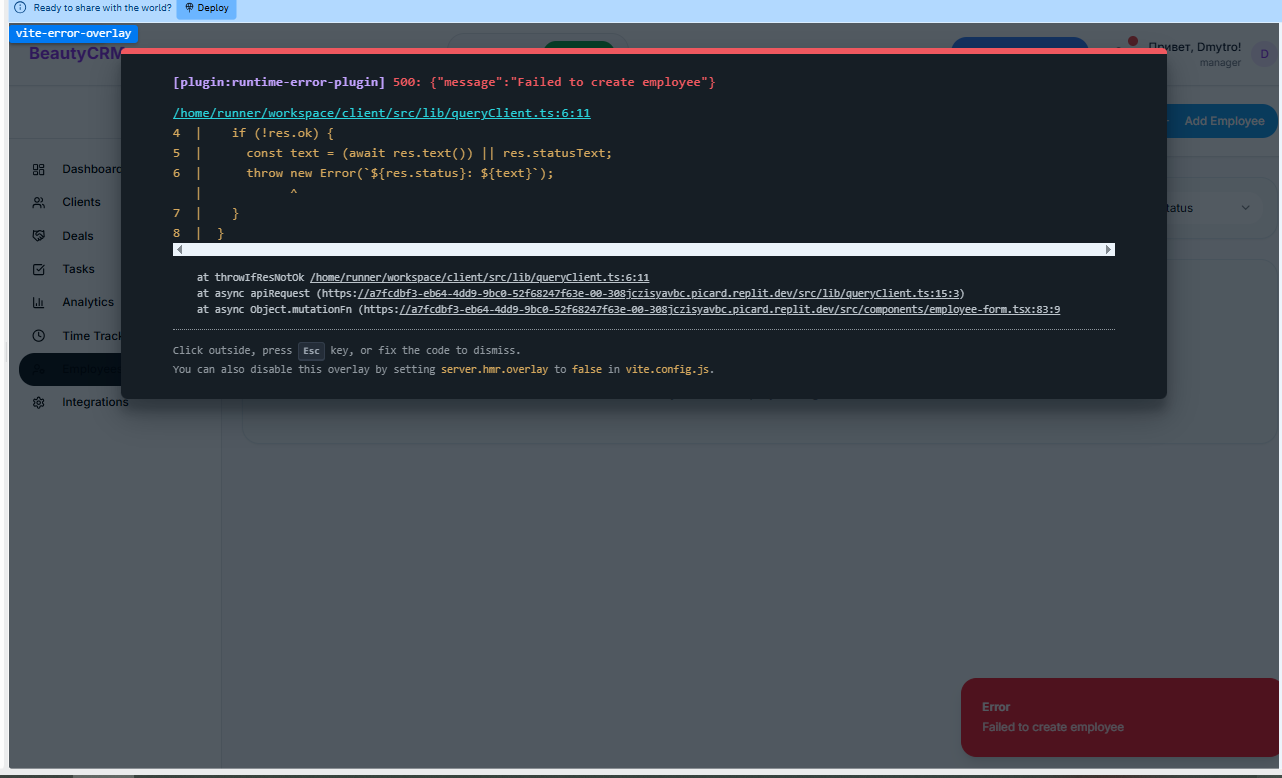 Ready to share with the world? Deploy
vite-error-overlay
BeautyCRM
Привет, Dmytro!
manager
D
[plugin:runtime-error-plugin] 500: {"message":"Failed to create employee"}
/home/runner/workspace/client/src/lib/queryClient.ts:6:11
4 | if (!res.ok) {
5 | const text = (await res.text()) || res.statusText;
6 | throw new Error(`${res.status}: ${text}`);
| ^
7 | }
8 | }
at throwIfResNotOk /home/runner/workspace/client/src/lib/queryClient.ts:6:11
at async apiRequest (https://a7fcdbf3-eb64-4dd9-9bc0-52f68247f63e-00-308jczisyavbc.picard.replit.dev/src/lib/queryClient.ts:15:3)
at async Object.mutationFn (https://a7fcdbf3-eb64-4dd9-9bc0-52f68247f63e-00-308jczisyavbc.picard.replit.dev/src/components/employee-form.tsx:83:9
Click outside, press Esc key, or fix the code to dismiss.
You can also disable this overlay by setting server.hmr.overlay to false in vite.config.js.
Add Employee
tatus
Dashboard
Clients
Deals
Tasks
Analytics
Time Track
Employees
Integrations
Error
Failed to create employee